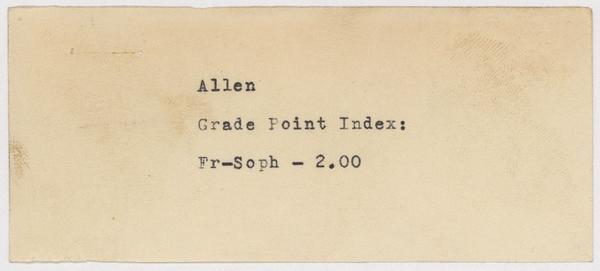 Allen
Grade Point Index:
Fr-Soph - 2.00